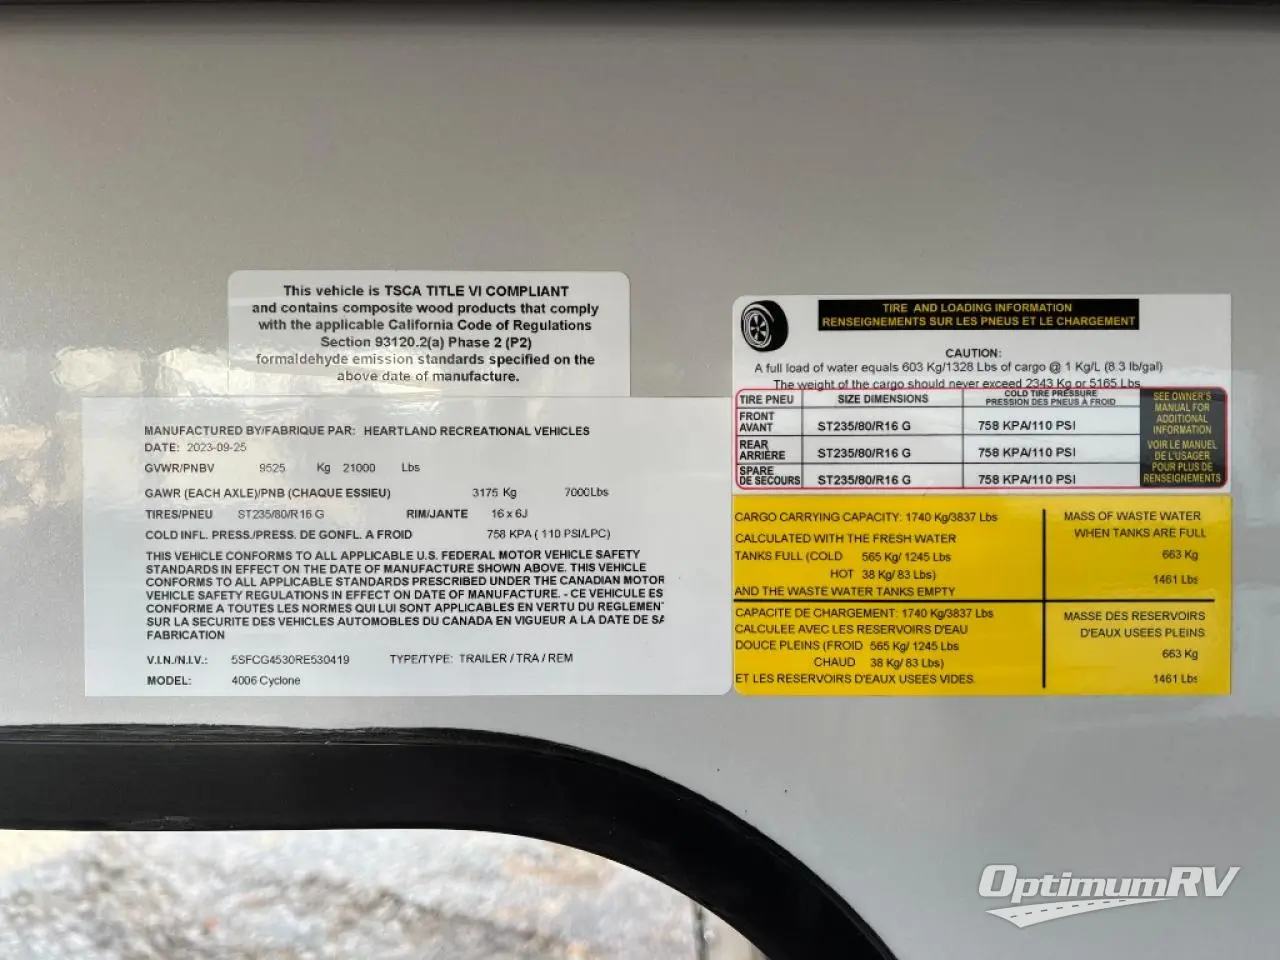 This vehicle is TSCA TITLE VI COMPLIANT
and contains composite wood products that comply
with the applicable California Code of Regulations
Section 93120.2(a) Phase 2 (P2)
formaldehyde emission standards specified on the
above date of manufacture.
MANUFACTURED BY/FABRIQUE PAR: HEARTLAND RECREATIONAL VEHICLES
DATE: 2023-09-25
GVWR/PNBV 9525 Kg 21000 Lbs
GAWR (EACH AXLE)/PNB (CHAQUE ESSIEU) 3175 Kg 7000Lbs
TIRES/PNEU ST235/80/R16 G RIM/JANTE 16 x 6J
COLD INFL. PRESS./PRESS. DE GONFL. A FROID 758 KPA ( 110 PSI/LPC)
THIS VEHICLE CONFORMS TO ALL APPLICABLE U.S. FEDERAL MOTOR VEHICLE SAFETY
STANDARDS IN EFFECT ON THE DATE OF MANUFACTURE SHOWN ABOVE. THIS VEHICLE
CONFORMS TO ALL APPLICABLE STANDARDS PRESCRIBED UNDER THE CANADIAN MOTOR
VEHICLE SAFETY REGULATIONS IN EFFECT ON DATE OF MANUFACTURE. - CE VEHICULE ES
CONFORME A TOUTES LES NORMES QUI LUI SONT APPLICABLES EN VERTU DU REGLEMEN
SUR LA SECURITE DES VEHICLES AUTOMOBLES DU CANADA EN VIGUEUR A LA DATE DE SA
FABRICATION
V.I.N./N.I.V.: 5SFCG4530RE530419 TYPE/TYPE: TRAILER / TRA / REM
MODEL: 4006 Cyclone
TIRE AND LOADING INFORMATION
RENSEIGNEMENTS SUR LES PNEUS ET LE CHARGEMENT
CAUTION:
A full load of water equals 603 Kg/1328 Lbs of cargo @ 1 Kg/L (8.3 lb/gal)
The weight of the cargo should never exceed 2343 Kg or 5165 Lbs
TIRE PNEU SIZE DIMENSIONS COLD TIRE PRESSURE
PRESSION DES PNEUS À FROID
FRONT
AVANT ST235/80/R16 G 758 KPA/110 PSI
REAR
ARRIÈRE ST235/80/R16 G 758 KPA/110 PSI
SPARE
DE SECOURS ST235/80/R16 G 758 KPA/110 PSI
SEE OWNER'S
MANUAL FOR
ADDITIONAL
INFORMATION
VOIR LE MANUEL
DE L'USAGER
POUR PLUS DE
RENSEIGNEMENTS
CARGO CARRYING CAPACITY: 1740 Kg/3837 Lbs
CALCULATED WITH THE FRESH WATER
TANKS FULL (COLD 565 Kg/ 1245 Lbs
HOT 38 Kg/ 83 Lbs)
AND THE WASTE WATER TANKS EMPTY
MASS OF WASTE WATER
WHEN TANKS ARE FULL
663 Kg
1461 Lbs
CAPACITE DE CHARGEMENT: 1740 Kg/3837 Lbs
CALCULEE AVEC LES RESERVOIRS D'EAU
DOUCE PLEINS (FROID 565 Kg/ 1245 Lbs
CHAUD 38 Kg/ 83 Lbs)
ET LES RESERVOIRS D'EAUX USEES VIDES.
MASSE DES RESERVOIRS
D'EAUX USEES PLEINS
663 Kg
1461 Lbs
OptimumRV